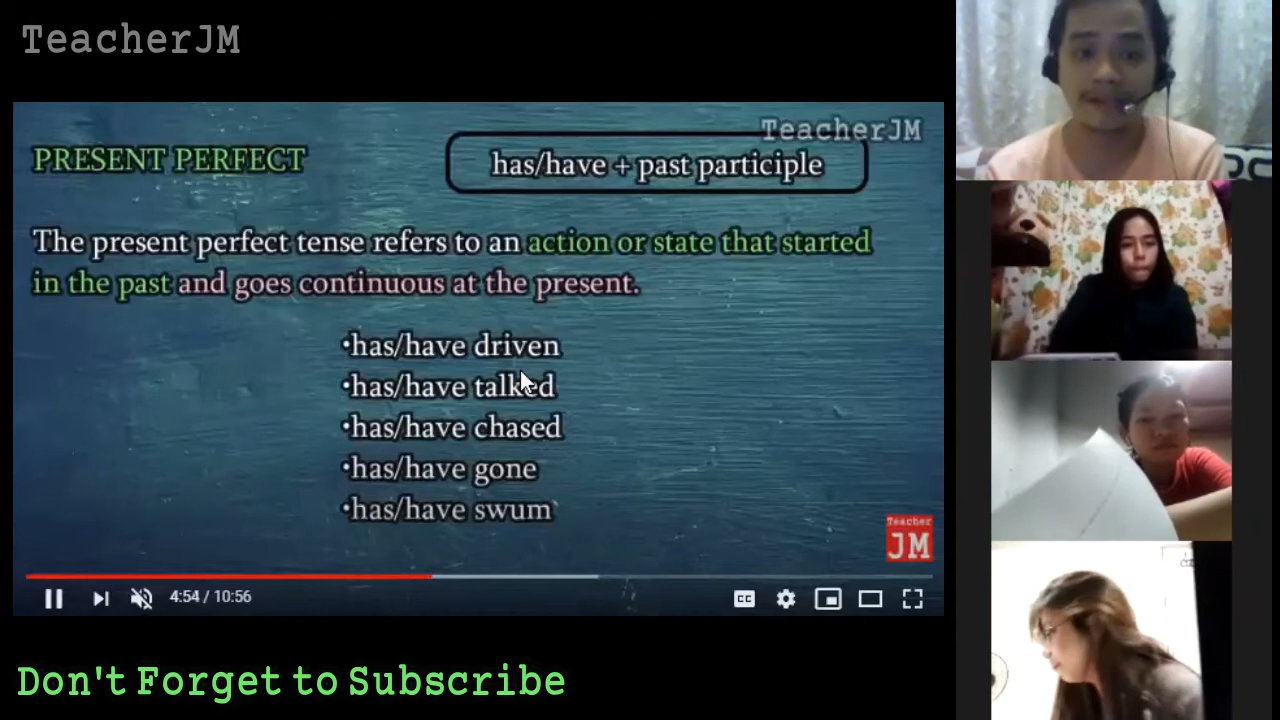 TeacherJM
TeacherJM
PRESENT PERFECT
has/have + past participle
The present perfect tense refers to an action or state that started
in the past and goes continuous at the present.
•has/have driven
•has/have talked
•has/have chased
•has/have gone
•has/have swum
Teacher
JM
4:54 / 10:56
CC
Don't Forget to Subscribe